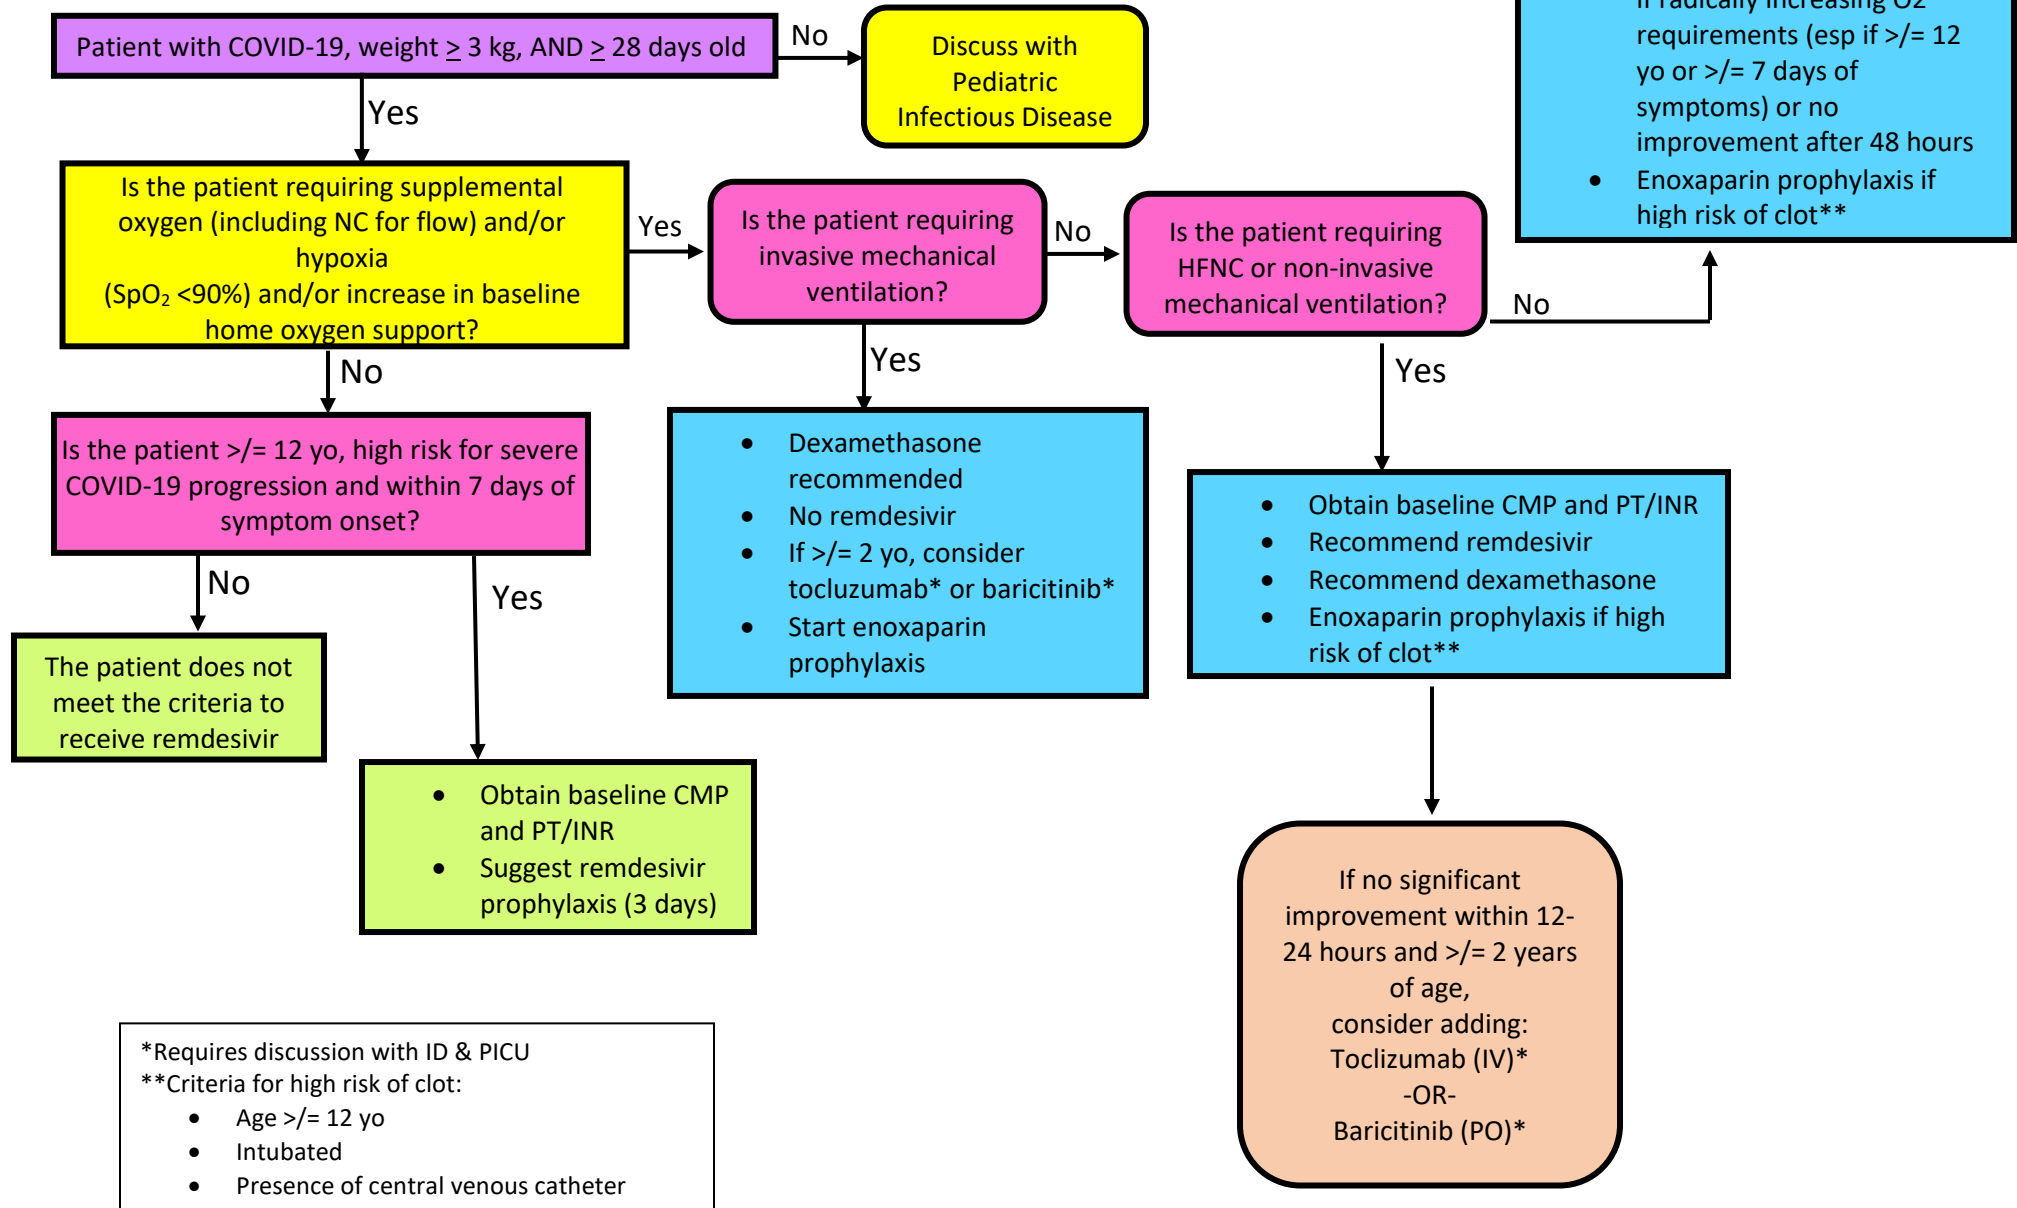 Patient with COVID-19, weight ≥ 3 kg, AND ≥ 28 days old
No
Discuss with
Pediatric
Infectious Disease
If radically increasing O2
requirements (esp if >/= 12
yo or >/= 7 days of
symptoms) or no
improvement after 48 hours
• Enoxaparin prophylaxis if
high risk of clot**
Yes
Is the patient requiring supplemental
oxygen (including NC for flow) and/or
hypoxia
(SpO₂ <90%) and/or increase in baseline
home oxygen support?
Yes
Is the patient requiring
invasive mechanical
ventilation?
No
Is the patient requiring
HFNC or non-invasive
mechanical ventilation?
No
No
Yes
Yes
Is the patient >/= 12 yo, high risk for severe
COVID-19 progression and within 7 days of
symptom onset?
• Dexamethasone
recommended
• No remdesivir
• If >/= 2 yo, consider
tocluzumab* or baricitinib*
• Start enoxaparin
prophylaxis
• Obtain baseline CMP and PT/INR
• Recommend remdesivir
• Recommend dexamethasone
• Enoxaparin prophylaxis if high
risk of clot**
No
Yes
The patient does not
meet the criteria to
receive remdesivir
• Obtain baseline CMP
and PT/INR
• Suggest remdesivir
prophylaxis (3 days)
If no significant
improvement within 12-
24 hours and >/= 2 years
of age,
consider adding:
Toclizumab (IV)*
-OR-
Baricitinib (PO)*
*Requires discussion with ID & PICU
**Criteria for high risk of clot:
• Age >/= 12 yo
• Intubated
• Presence of central venous catheter